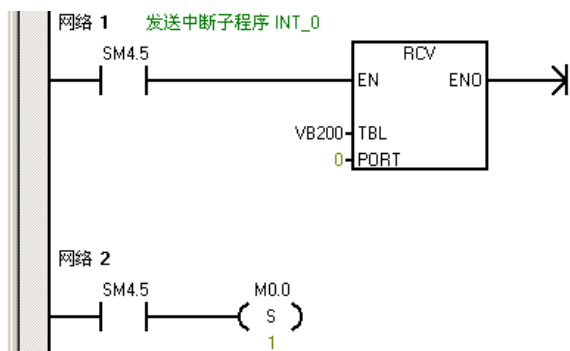 网络 1 发送中断子程序 INT_0
SM4.5
RCV
EN ENO
VB200 TBL
0 PORT
网络 2
SM4.5 M0.0
S
1